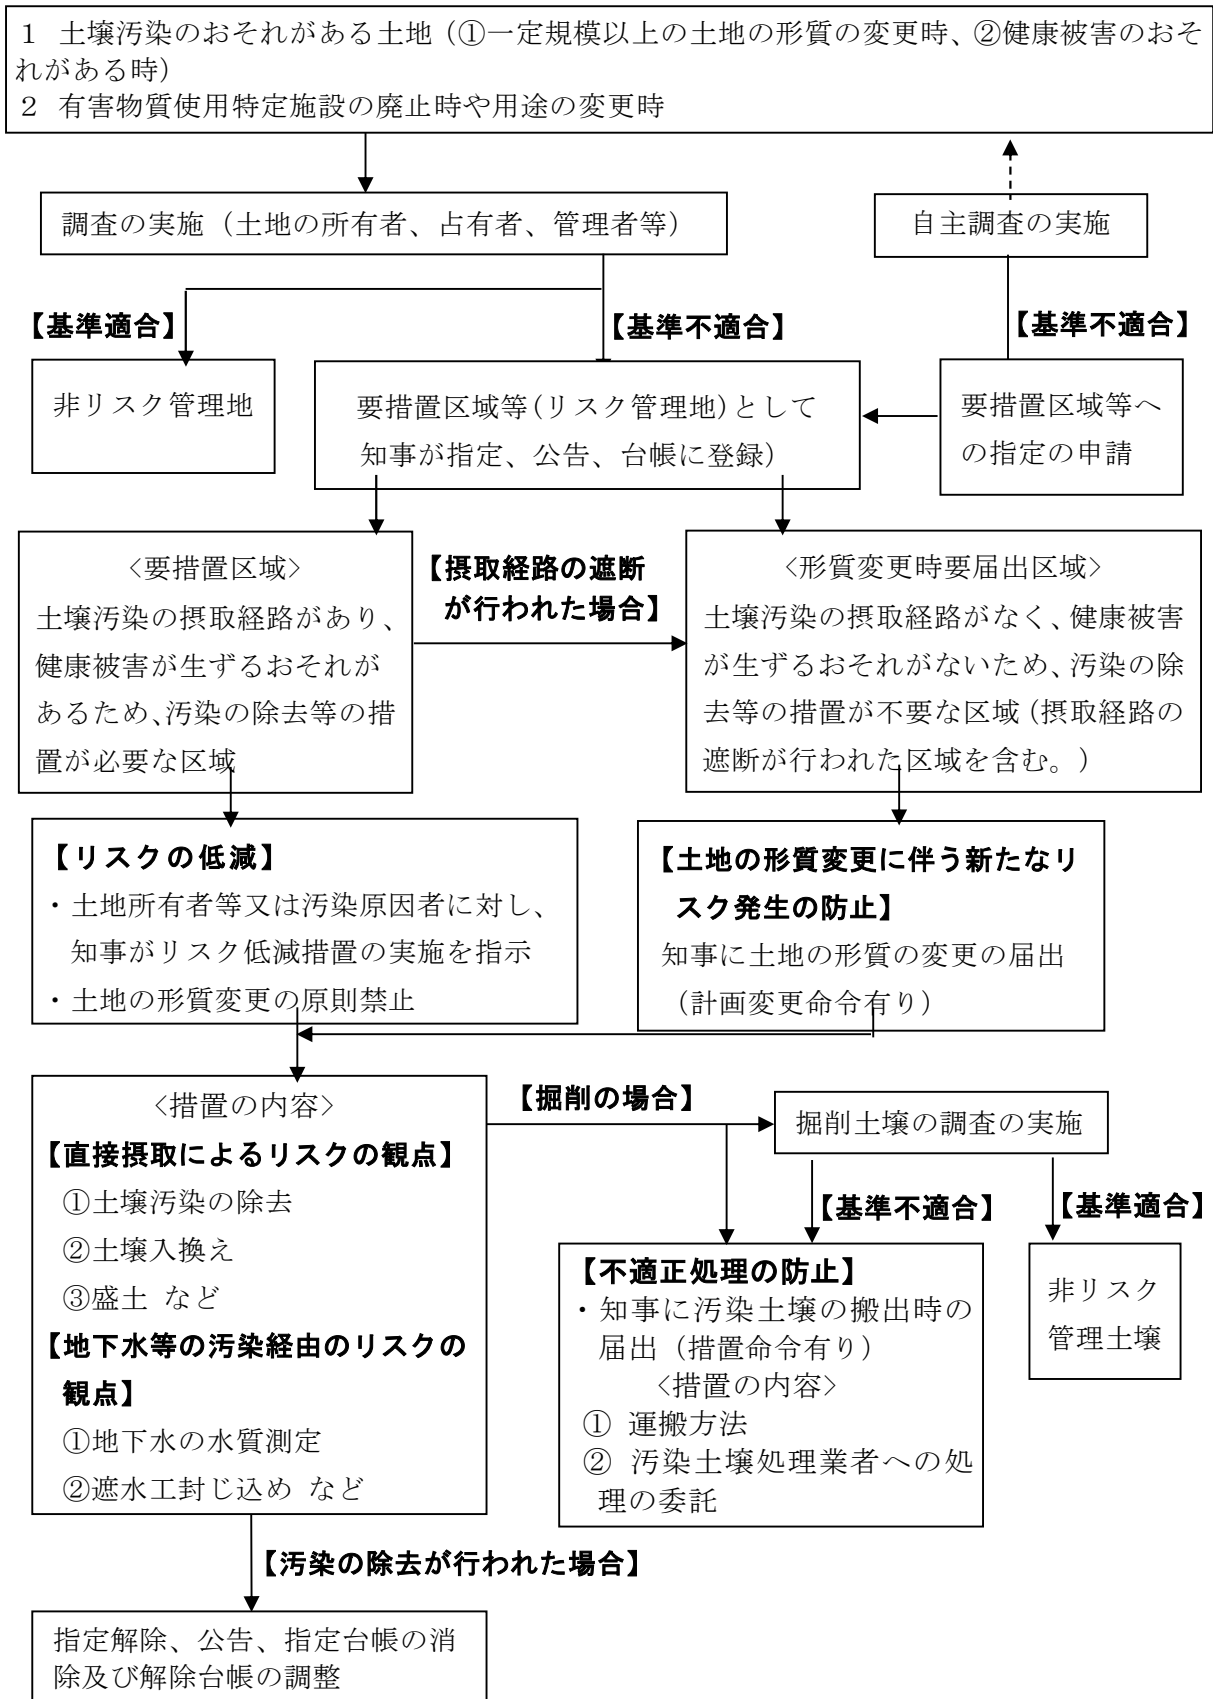 1 土壌汚染のおそれがある土地（①一定規模以上の土地の形質の変更時、②健康被害のおそ
れがある時）
2 有害物質使用特定施設の廃止時や用途の変更時
調査の実施（土地の所有者、占有者、管理者等）
自主調査の実施
【基準適合】
【基準不適合】
【基準不適合】
非リスク管理地
要措置区域等(リスク管理地)として
知事が指定、公告、台帳に登録）
要措置区域等へ
の指定の申請
〈要措置区域〉
土壌汚染の摂取経路があり、
健康被害が生ずるおそれが
あるため、汚染の除去等の措
置が必要な区域
【摂取経路の遮断
が行われた場合】
〈形質変更時要届出区域〉
土壌汚染の摂取経路がなく、健康被害
が生ずるおそれがないため、汚染の除
去等の措置が不要な区域（摂取経路の
遮断が行われた区域を含む。）
【リスクの低減】
・土地所有者等又は汚染原因者に対し、
知事がリスク低減措置の実施を指示
・土地の形質変更の原則禁止
【土地の形質変更に伴う新たなリ
スク発生の防止】
知事に土地の形質の変更の届出
（計画変更命令有り）
〈措置の内容〉
【直接摂取によるリスクの観点】
①土壌汚染の除去
②土壌入換え
③盛土 など
【地下水等の汚染経由のリスクの
観点】
①地下水の水質測定
②遮水工封じ込め など
【掘削の場合】
掘削土壌の調査の実施
【基準不適合】
【基準適合】
【不適正処理の防止】
・知事に汚染土壌の搬出時の
届出（措置命令有り）
〈措置の内容〉
① 運搬方法
② 汚染土壌処理業者への処
理の委託
非リスク
管理土壌
【汚染の除去が行われた場合】
指定解除、公告、指定台帳の消
除及び解除台帳の調整